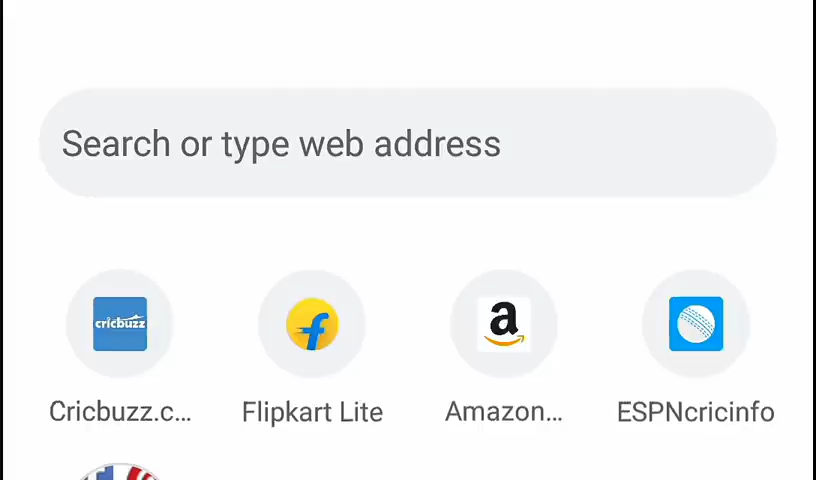 Search or type web address
cricbuzz
f
a
Cricbuzz.c...
Flipkart Lite
Amazon...
ESPNcricinfo